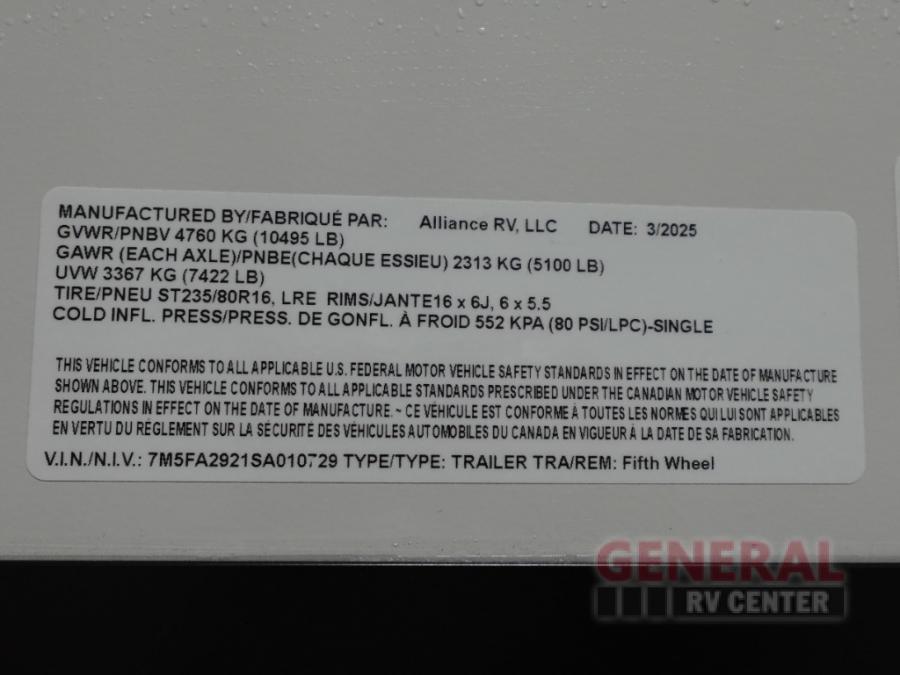 MANUFACTURED BY/FABRIQUÉ PAR: Alliance RV, LLC DATE: 3/2025
GVWR/PNBV 4760 KG (10495 LB)
GAWR (EACH AXLE)/PNBE(CHAQUE ESSIEU) 2313 KG (5100 LB)
UVW 3367 KG (7422 LB)
TIRE/PNEU ST235/80R16, LRE RIMS/JANTE16 x 6J, 6 x 5.5
COLD INFL. PRESS/PRESS. DE GONFL. À FROID 552 KPA (80 PSI/LPC)-SINGLE
THIS VEHICLE CONFORMS TO ALL APPLICABLE U.S. FEDERAL MOTOR VEHICLE SAFETY STANDARDS IN EFFECT ON THE DATE OF MANUFACTURE
SHOWN ABOVE. THIS VEHICLE CONFORMS TO ALL APPLICABLE STANDARDS PRESCRIBED UNDER THE CANADIAN MOTOR VEHICLE SAFETY
REGULATIONS IN EFFECT ON THE DATE OF MANUFACTURE. ~ CE VÉHICULE EST CONFORME À TOUTES LES NORMES QUI LUI SONT APPLICABLES
EN VERTU DU RÉGLEMENT SUR LA SÉCURITÉ DES VÉHICULES AUTOMOBILES DU CANADA EN VIGUEUR À LA DATE DE SA FABRICATION.
V.I.N./N.I.V.: 7M5FA2921SA010729 TYPE/TYPE: TRAILER TRA/REM: Fifth Wheel
GENERAL
RV CENTER